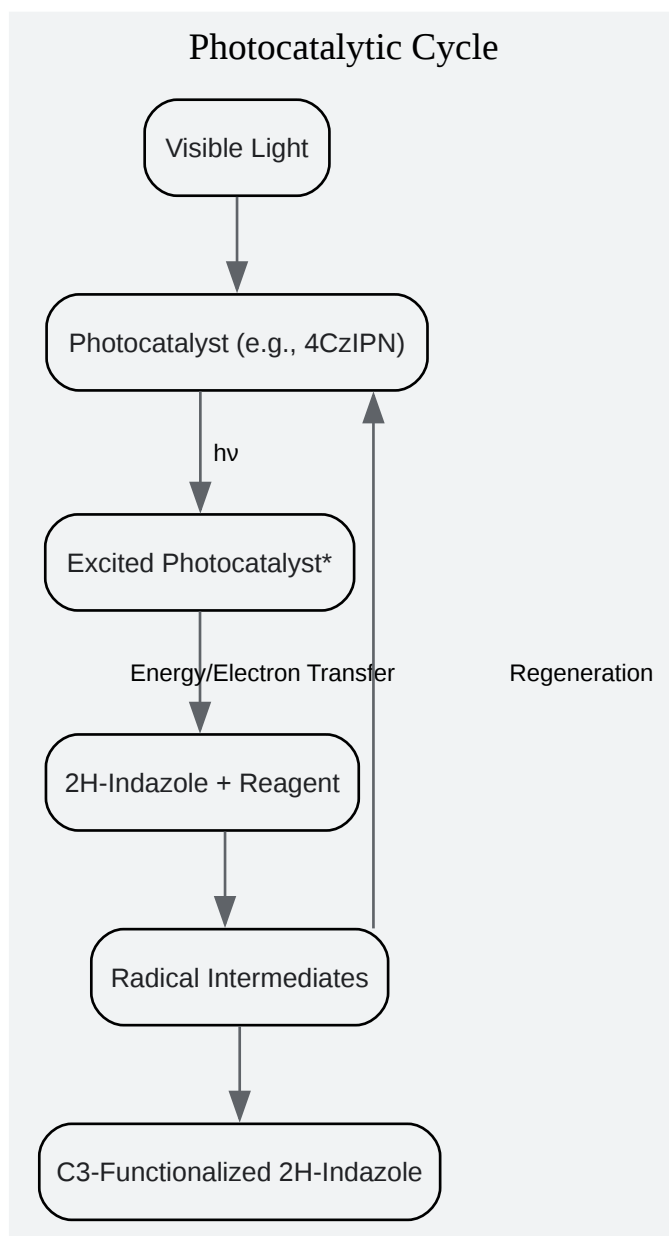 Photocatalytic Cycle
Visible Light
Photocatalyst (e.g., 4CzIPN)
hν
Excited Photocatalyst*
Energy/Electron Transfer
Regeneration
2H-Indazole + Reagent
Radical Intermediates
C3-Functionalized 2H-Indazole